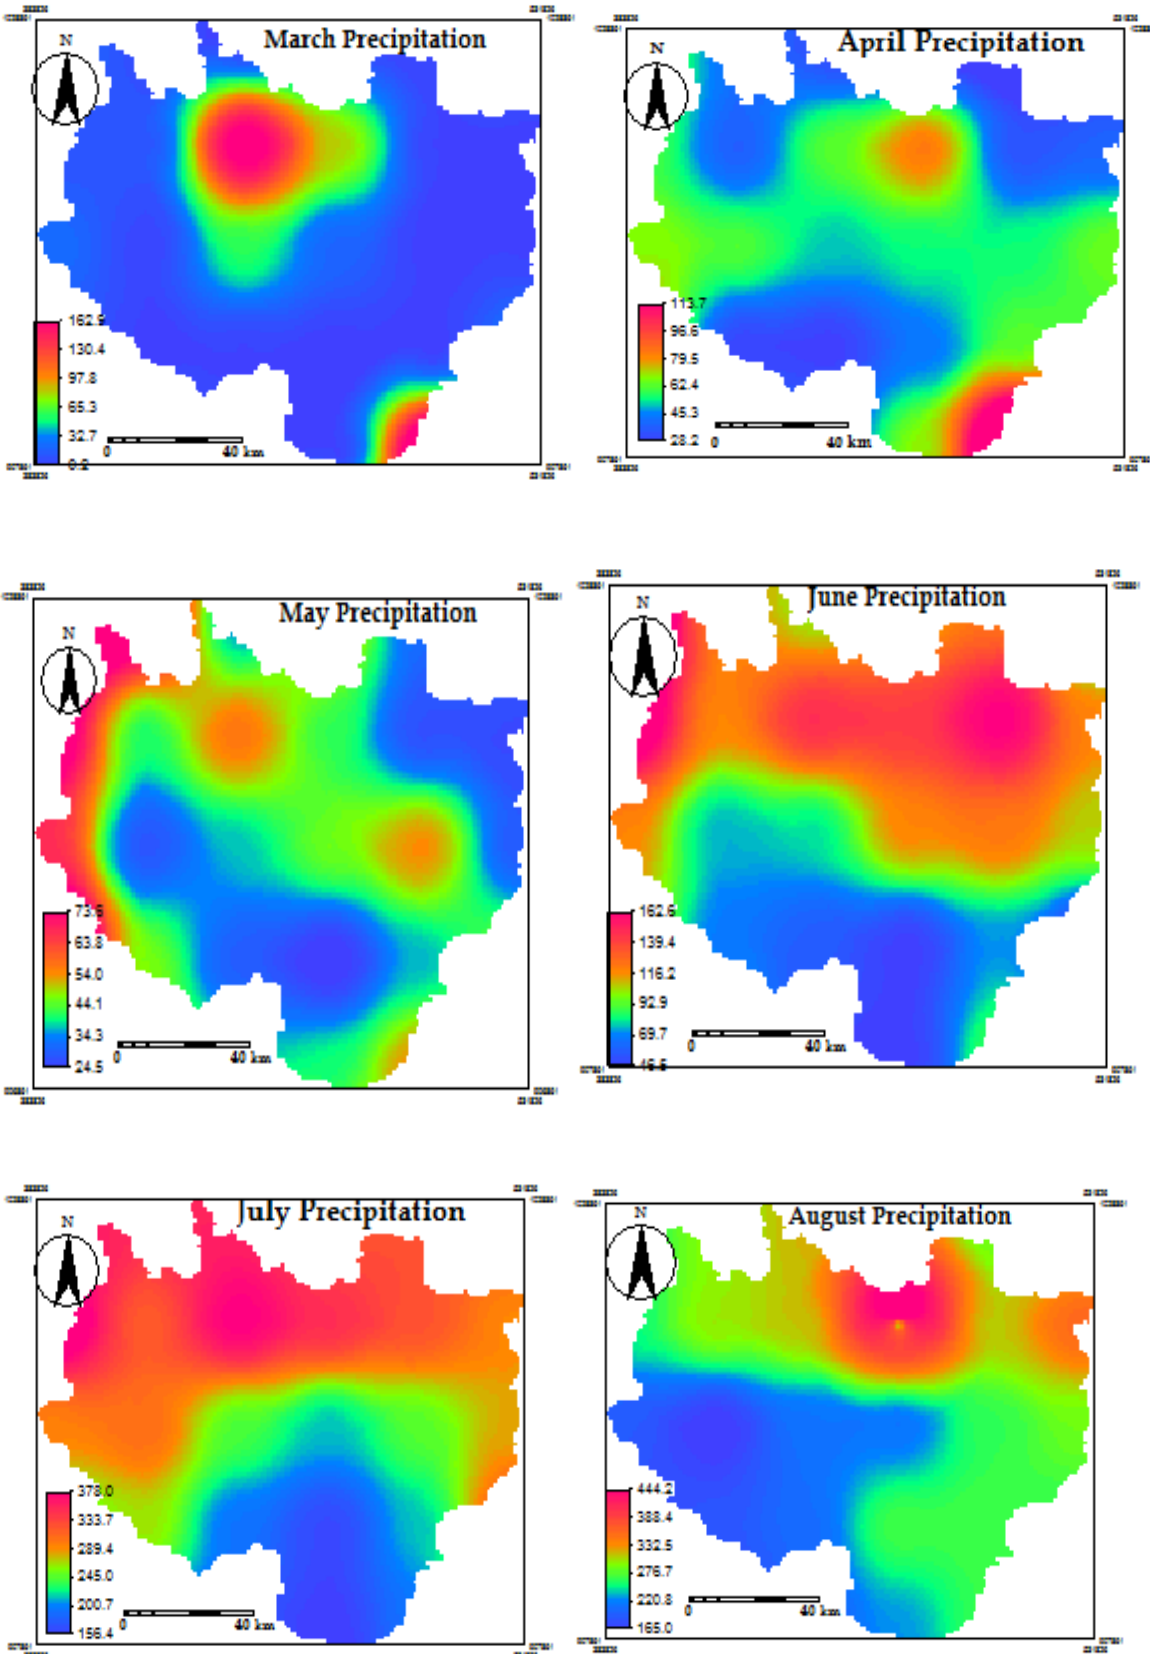 March Precipitation
N
162.9
130.4
97.8
65.3
32.7
0.2
0
40 km
April Precipitation
N
113.7
96.6
79.5
62.4
45.3
28.2
0
40 km
May Precipitation
N
73.6
63.8
54.0
44.1
34.3
24.5
0
40 km
June Precipitation
N
162.6
139.4
116.2
92.9
69.7
46.5
0
40 km
July Precipitation
N
378.0
333.7
289.4
245.0
200.7
156.4
0
40 km
August Precipitation
N
444.2
388.4
332.5
276.7
220.8
165.0
0
40 km